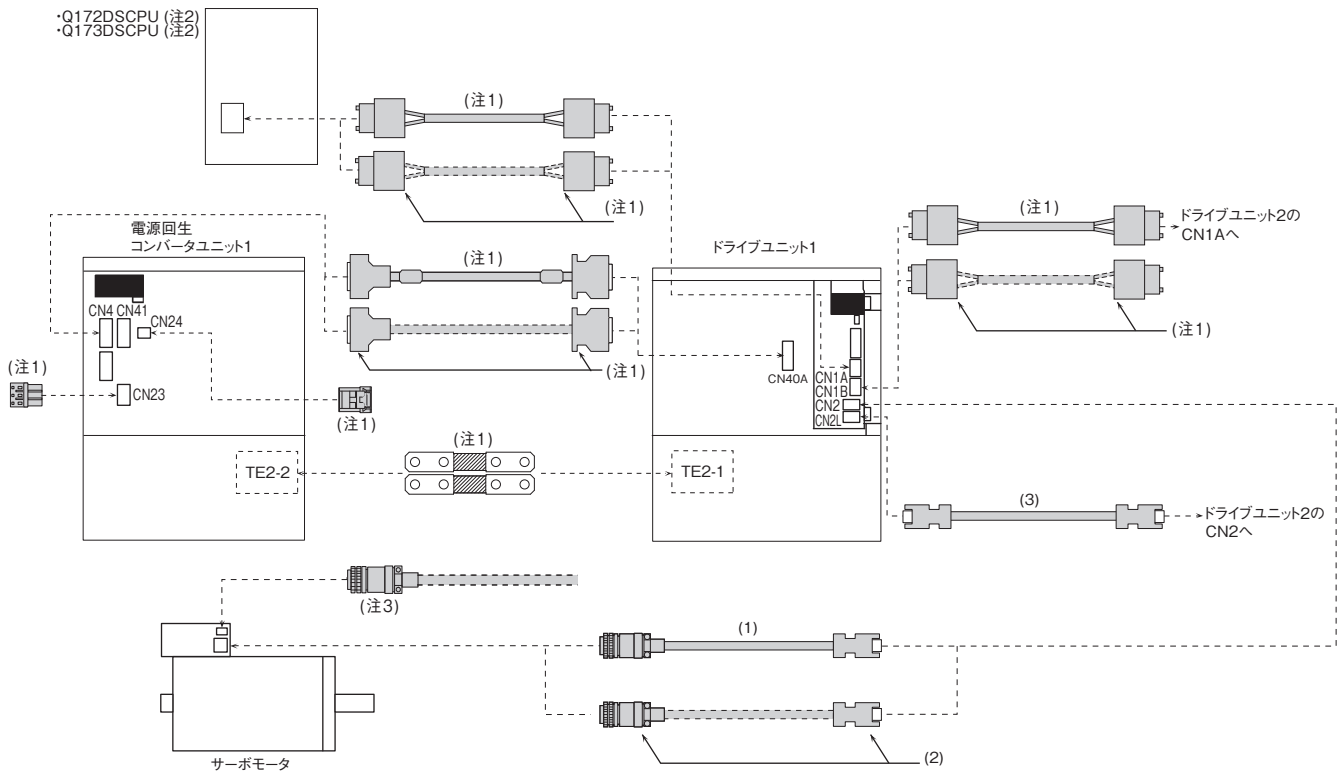 ・Q172DSCPU (注2)
・Q173DSCPU (注2)
(注1)
(注1)
電源回生
コンバータユニット1
(注1)
ドライブユニット1
(注1)
ドライブユニット2の
CN1Aへ
(注1)
CN4 CN41
CN24
(注1)
(注1)
CN23
(注1)
CN40A
CN1A
CN1B
CN2
CN2L
(注1)
TE2-2
TE2-1
(3)
ドライブユニット2の
CN2へ
(注3)
(1)
(2)
サーボモータ